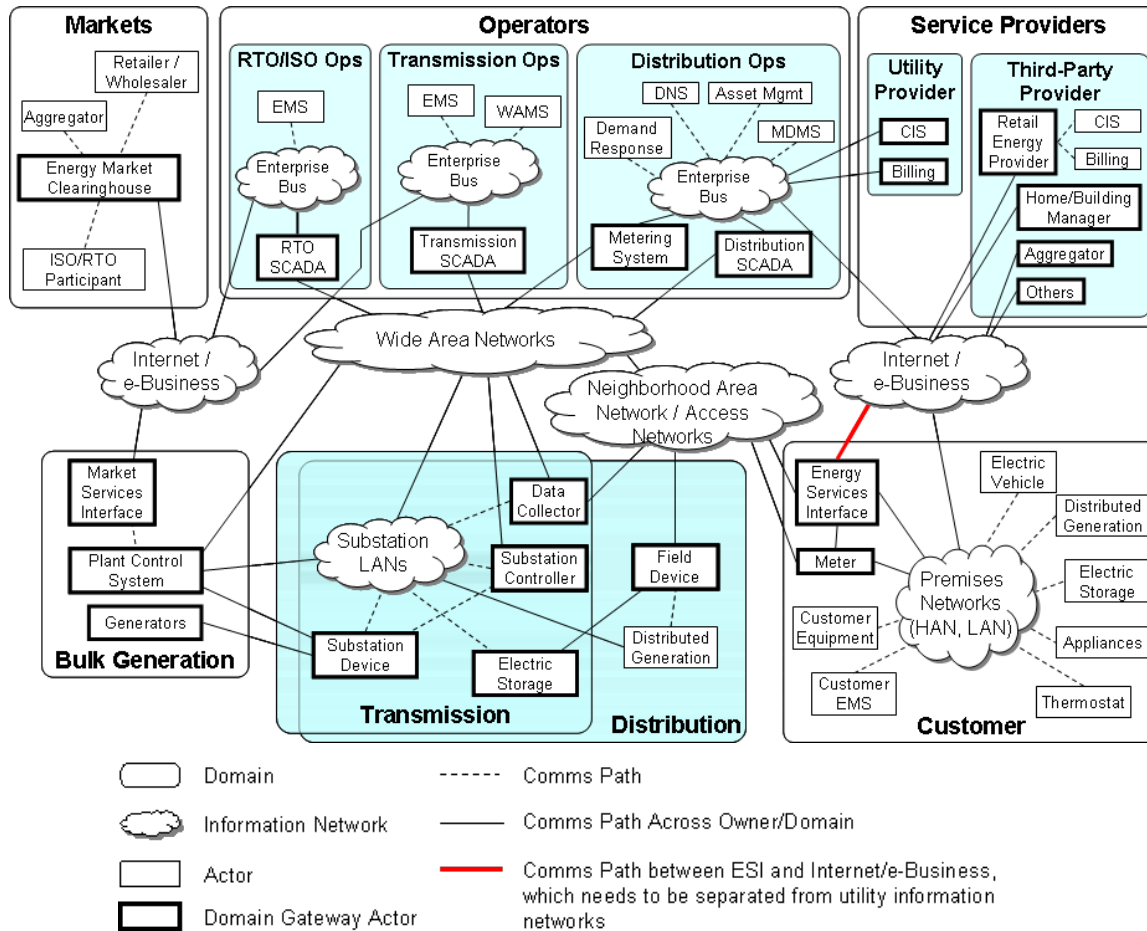 Markets
Retailer /
Wholesaler
Aggregator
Energy Market
Clearinghouse
ISO/RTO
Participant
Operators
RTO/ISO Ops
EMS
Enterprise
Bus
RTO
SCADA
Transmission Ops
EMS
WAMS
Enterprise
Bus
Transmission
SCADA
Distribution Ops
DNS
Asset Mgmt
Demand
Response
MDMS
Enterprise
Bus
Metering
System
Distribution
SCADA
Service Providers
Utility
Provider
CIS
Billing
Third-Party
Provider
Retail
Energy
Provider
CIS
Billing
Home/Building
Manager
Aggregator
Others
Internet /
e-Business
Wide Area Networks
Neighborhood Area
Network / Access
Networks
Internet /
e-Business
Market
Services
Interface
Plant Control
System
Generators
Bulk Generation
Data
Collector
Substation
LANs
Substation
Controller
Substation
Device
Electric
Storage
Transmission
Field
Device
Distributed
Generation
Distribution
Energy
Services
Interface
Meter
Electric
Vehicle
Distributed
Generation
Electric
Storage
Premises
Networks
(HAN, LAN)
Customer
Equipment
Appliances
Customer
EMS
Thermostat
Customer
Domain
Information Network
Actor
Domain Gateway Actor
Comms Path
Comms Path Across Owner/Domain
Comms Path between ESI and Internet/e-Business,
which needs to be separated from utility information
networks